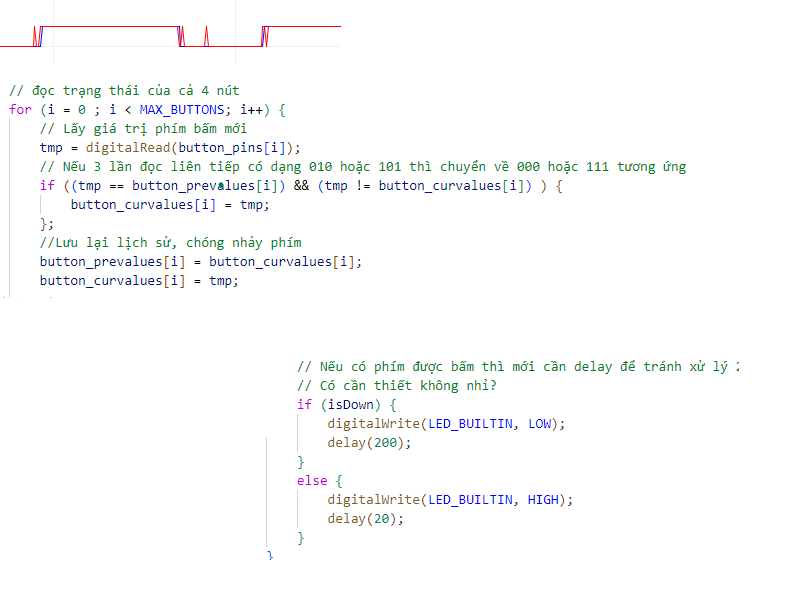 // đọc trạng thái của cả 4 nút
for (i = 0 ; i < MAX_BUTTONS; i++) {
// Lấy giá trị phím bấm mới
tmp = digitalRead(button_pins[i]);
// Nếu 3 lần đọc liên tiếp có dạng 010 hoặc 101 thì chuyển về 000 hoặc 111 tương ứng
if ((tmp == button_prevalues[i]) && (tmp != button_curvalues[i]) ) {
button_curvalues[i] = tmp;
};
//Lưu lại lịch sử, chóng nhảy phím
button_prevalues[i] = button_curvalues[i];
button_curvalues[i] = tmp;
// Nếu có phím được bấm thì mới cần delay để tránh xử lý
// Có cần thiết không nhỉ?
if (isDown) {
digitalWrite(LED_BUILTIN, LOW);
delay(200);
}
else {
digitalWrite(LED_BUILTIN, HIGH);
delay(20);
}
}